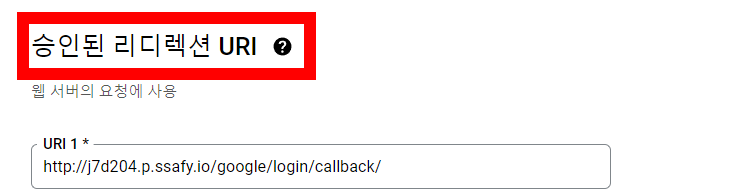 승인된 리디렉션 URI ?
웹 서버의 요청에 사용
URI 1 *
http://j7d204.p.ssafy.io/google/login/callback/